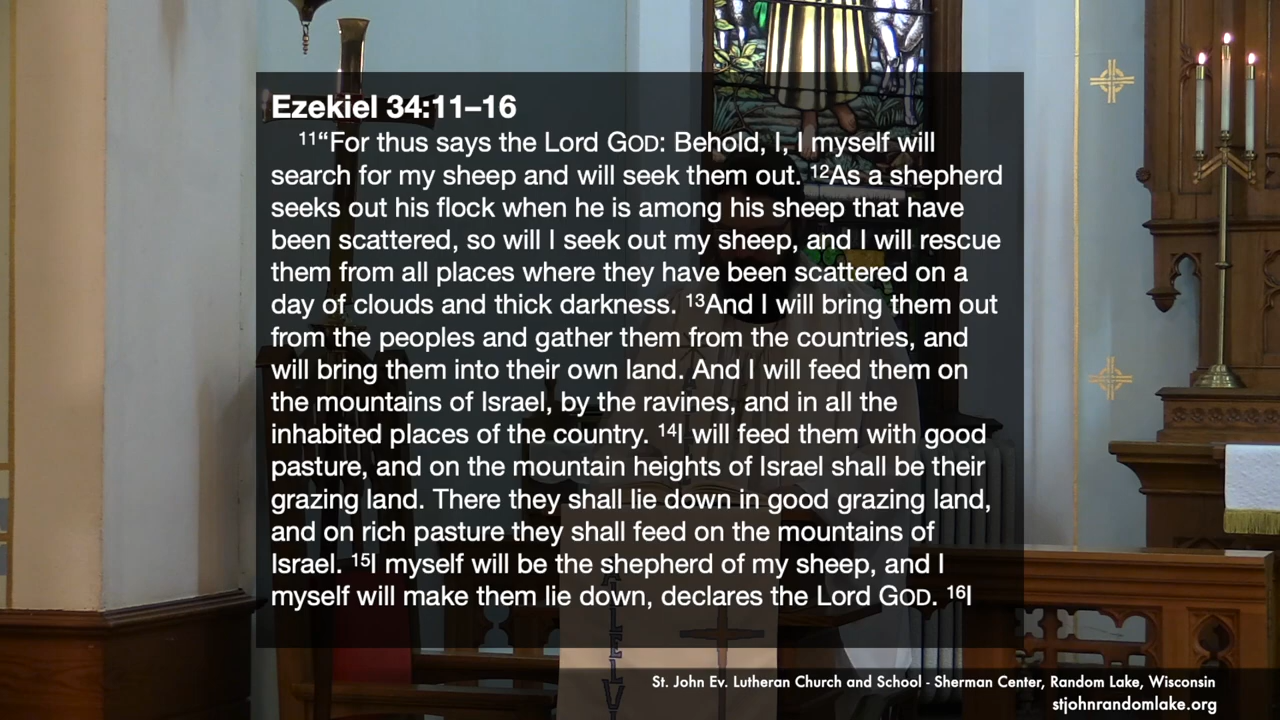 Ezekiel 34:11–16
11“For thus says the Lord GOD: Behold, I, I myself will
search for my sheep and will seek them out. 12As a shepherd
seeks out his flock when he is among his sheep that have
been scattered, so will I seek out my sheep, and I will rescue
them from all places where they have been scattered on a
day of clouds and thick darkness. 13And I will bring them out
from the peoples and gather them from the countries, and
will bring them into their own land. And I will feed them on
the mountains of Israel, by the ravines, and in all the
inhabited places of the country. 14I will feed them with good
pasture, and on the mountain heights of Israel shall be their
grazing land. There they shall lie down in good grazing land,
and on rich pasture they shall feed on the mountains of
Israel. 15I myself will be the shepherd of my sheep, and I
myself will make them lie down, declares the Lord GOD. 16I
St. John Ev. Lutheran Church and School - Sherman Center, Random Lake, Wisconsin
stjohnrandomlake.org